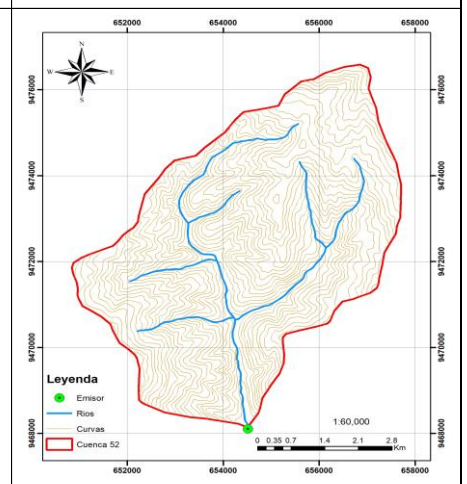 652000 654000 656000 658000
N
W E
S
9476000 9476000
9474000 9474000
9472000 9472000
9470000 9470000
9468000 9468000
Leyenda
Emisor
Rios
Curvas
Cuenca 52
1:60,000
0 0.35 0.7 1.4 2.1 2.8
Km
652000 654000 656000 658000